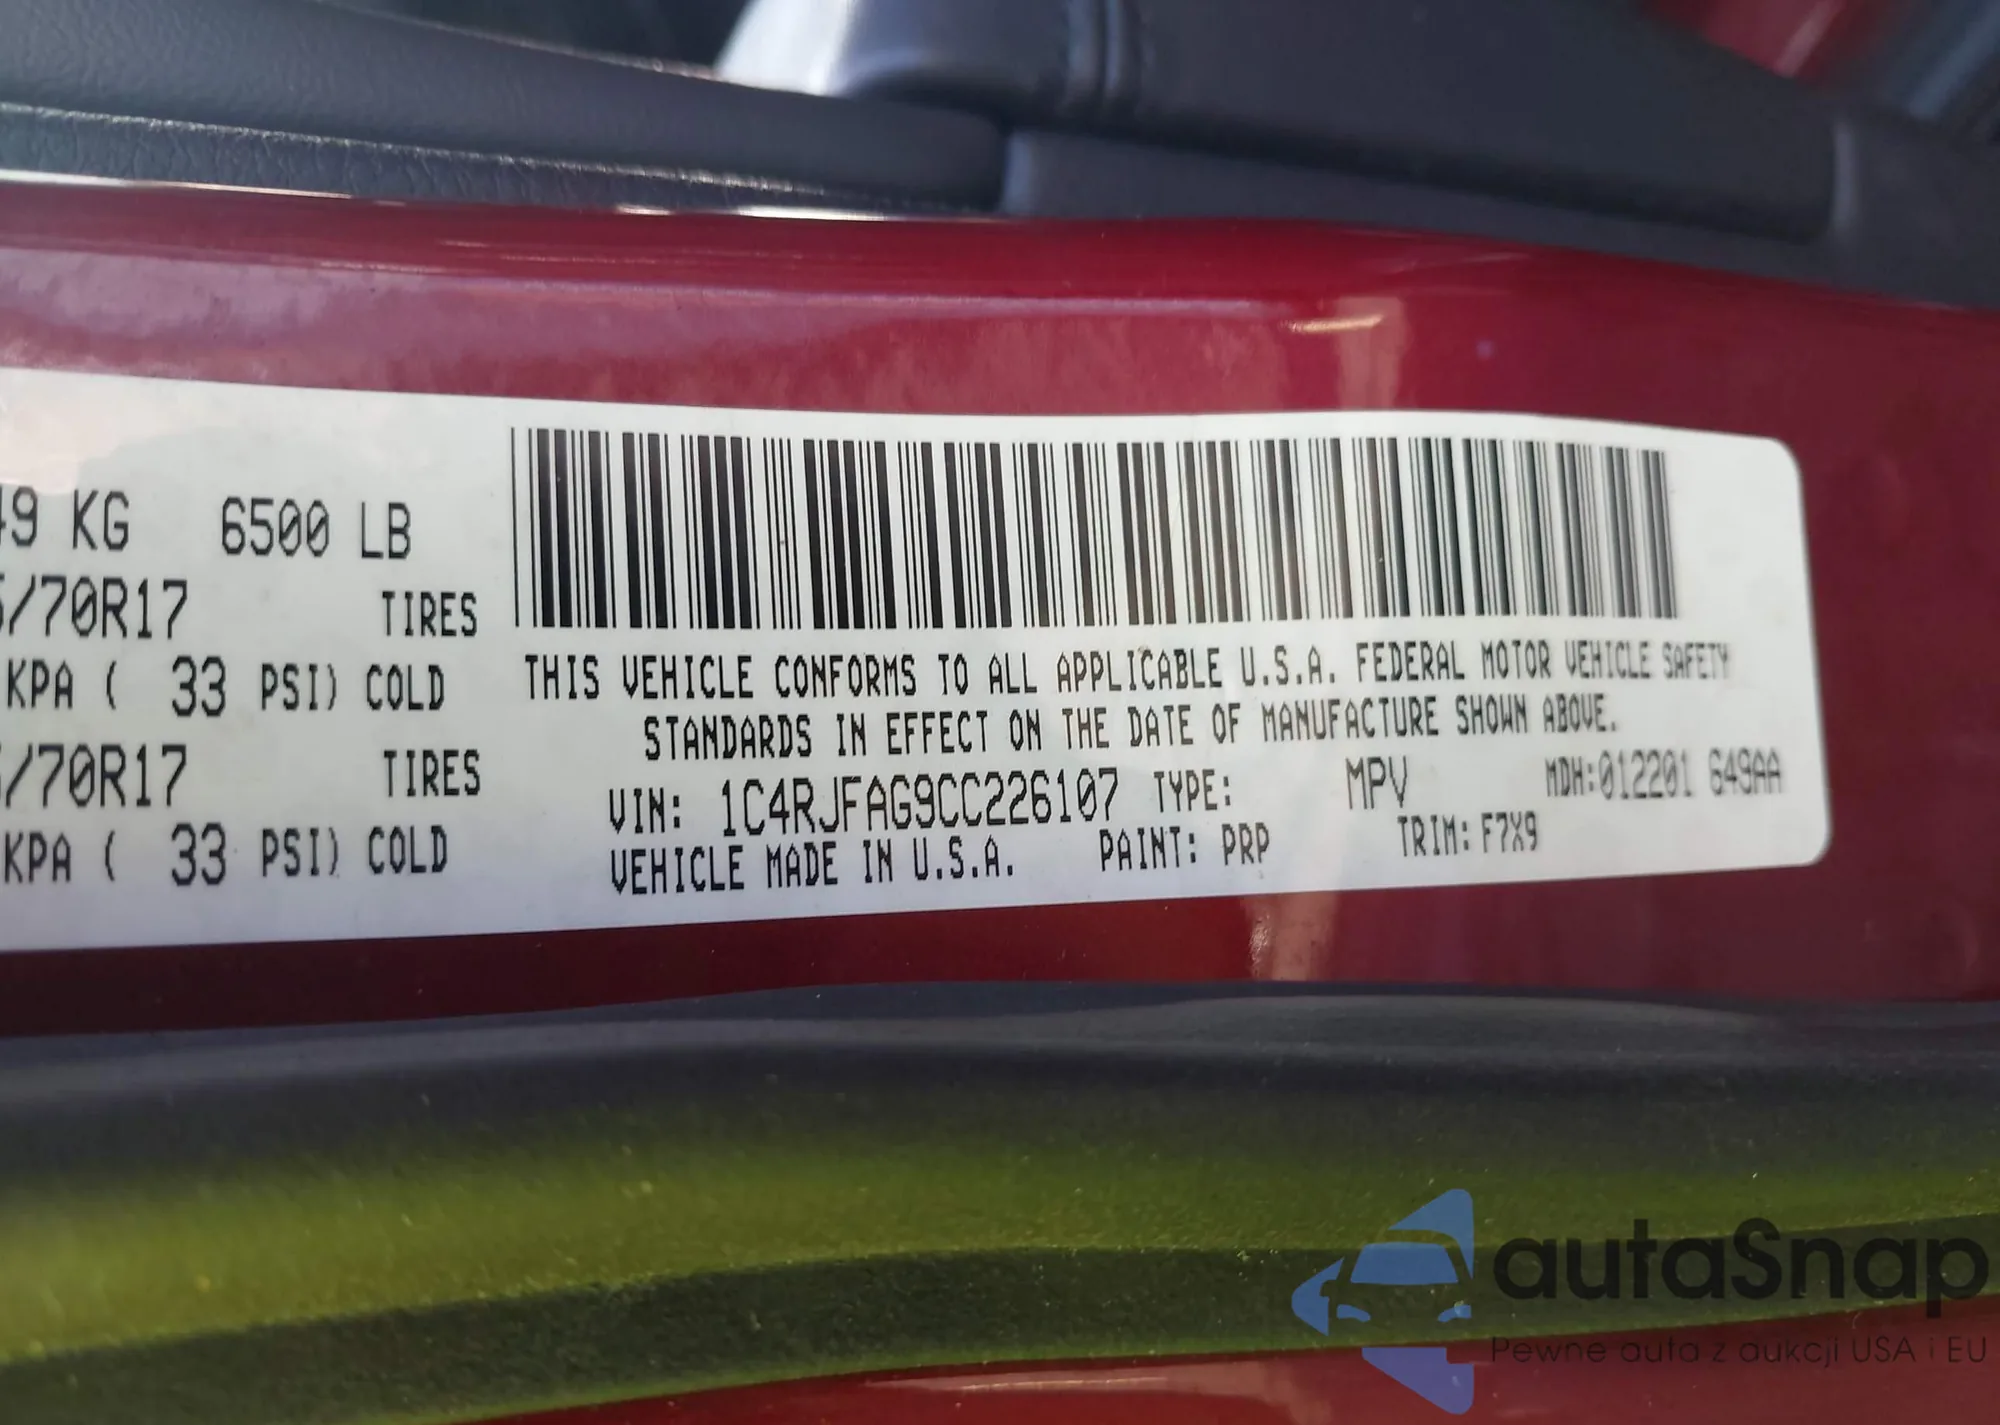 49 KG 6500 LB
5/70R17 TIRES
KPA ( 33 PSI) COLD
5/70R17 TIRES
KPA ( 33 PSI) COLD
THIS VEHICLE CONFORMS TO ALL APPLICABLE U.S.A. FEDERAL MOTOR VEHICLE SAFETY
STANDARDS IN EFFECT ON THE DATE OF MANUFACTURE SHOWN ABOVE.
VIN: 1C4RJFAG9CC226107 TYPE: MPV MDH:012201 649AA
VEHICLE MADE IN U.S.A. PAINT: PRP TRIM: F7X9
autaSnap
Pewne auta z aukcji USA i EU